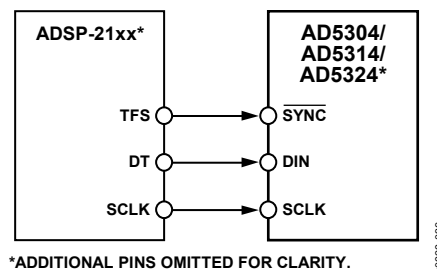 ADSP-21xx*
AD5304/
AD5314/
AD5324*
TFS
SYNC
DT
DIN
SCLK
SCLK
*ADDITIONAL PINS OMITTED FOR CLARITY.